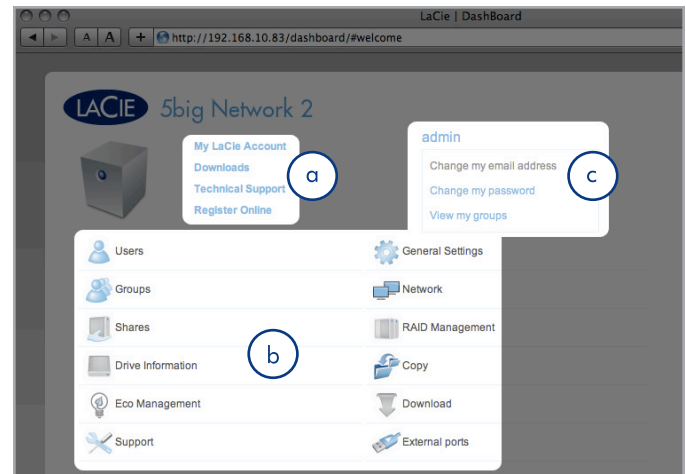 LaCie | DashBoard
A A + http://192.168.10.83/dashboard/#welcome
LACIE 5big Network 2
My LaCie Account
Downloads
Technical Support
Register Online
a
admin
Change my email address
Change my password
View my groups
c
Users
Groups
Shares
Drive Information
Eco Management
Support
b
General Settings
Network
RAID Management
Copy
Download
External ports